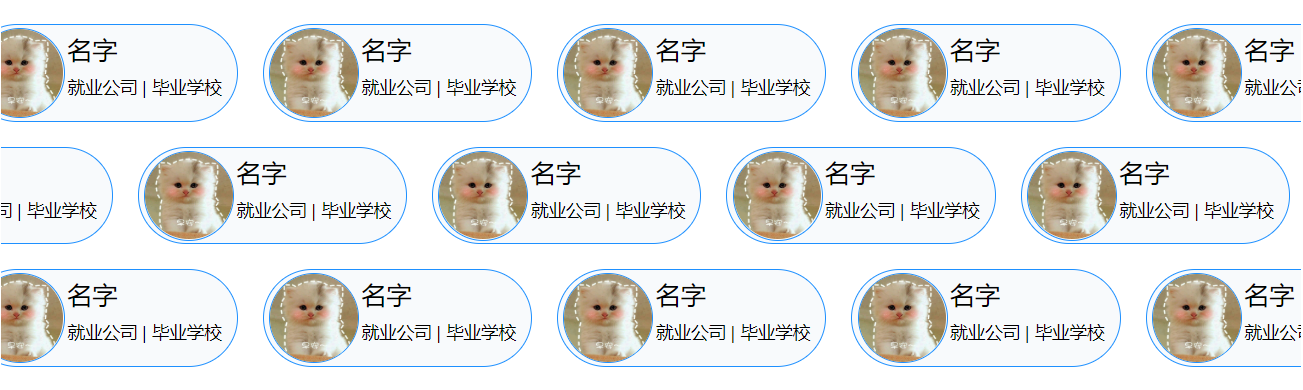 名字
就业公司 | 毕业学校
名字
就业公司 | 毕业学校
名字
就业公司 | 毕业学校
名字
就业公司 | 毕业学校
名字
就业公司
司 | 毕业学校
名字
就业公司 | 毕业学校
名字
就业公司 | 毕业学校
名字
就业公司 | 毕业学校
名字
就业公司 | 毕业学校
名字
就业公司 | 毕业学校
名字
就业公司 | 毕业学校
名字
就业公司 | 毕业学校
名字
就业公司 | 毕业学校
名字
就业公司